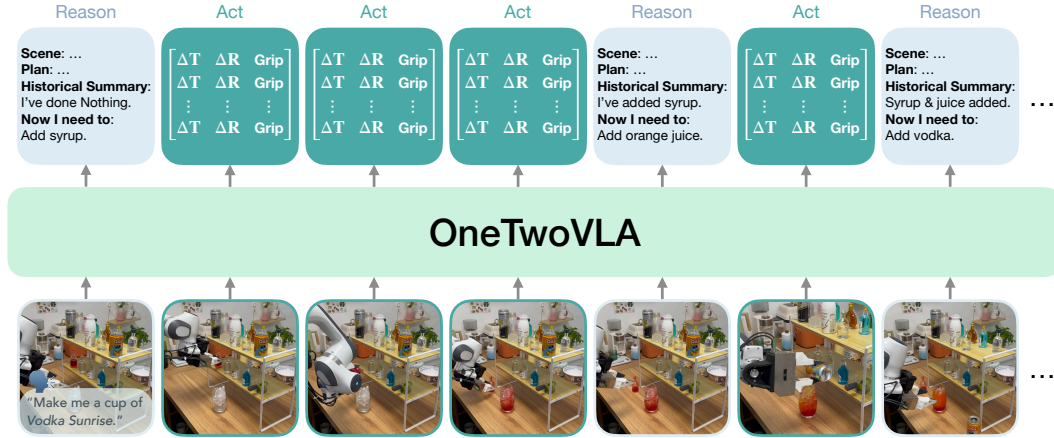 Reason
Act
Act
Act
Reason
Act
Reason
Scene: ...
Plan: ...
Historical Summary:
I've done Nothing.
Now I need to:
Add syrup.
ΔT ΔR Grip
ΔT ΔR Grip
⋮ ⋮ ⋮
ΔT ΔR Grip
ΔT ΔR Grip
ΔT ΔR Grip
⋮ ⋮ ⋮
ΔT ΔR Grip
ΔT ΔR Grip
ΔT ΔR Grip
⋮ ⋮ ⋮
ΔT ΔR Grip
Scene: ...
Plan: ...
Historical Summary:
I've added syrup.
Now I need to:
Add orange juice.
ΔT ΔR Grip
ΔT ΔR Grip
⋮ ⋮ ⋮
ΔT ΔR Grip
Scene: ...
Plan: ...
Historical Summary:
Syrup & juice added.
Now I need to:
Add vodka.
...
OneTwoVLA
"Make me a cup of
Vodka Sunrise."
...